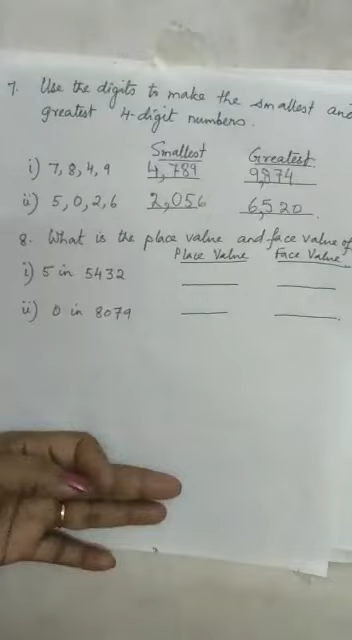 7. Use the digits to make the smallest and
greatest 4-digit numbers.
Smallest Greatest
i) 7, 8, 4, 9 4,789 9,874
ii) 5, 0, 2, 6 2,056 6,520.
8. What is the place value and face value of
Place Value Face Value
i) 5 in 5432
ii) 0 in 8079